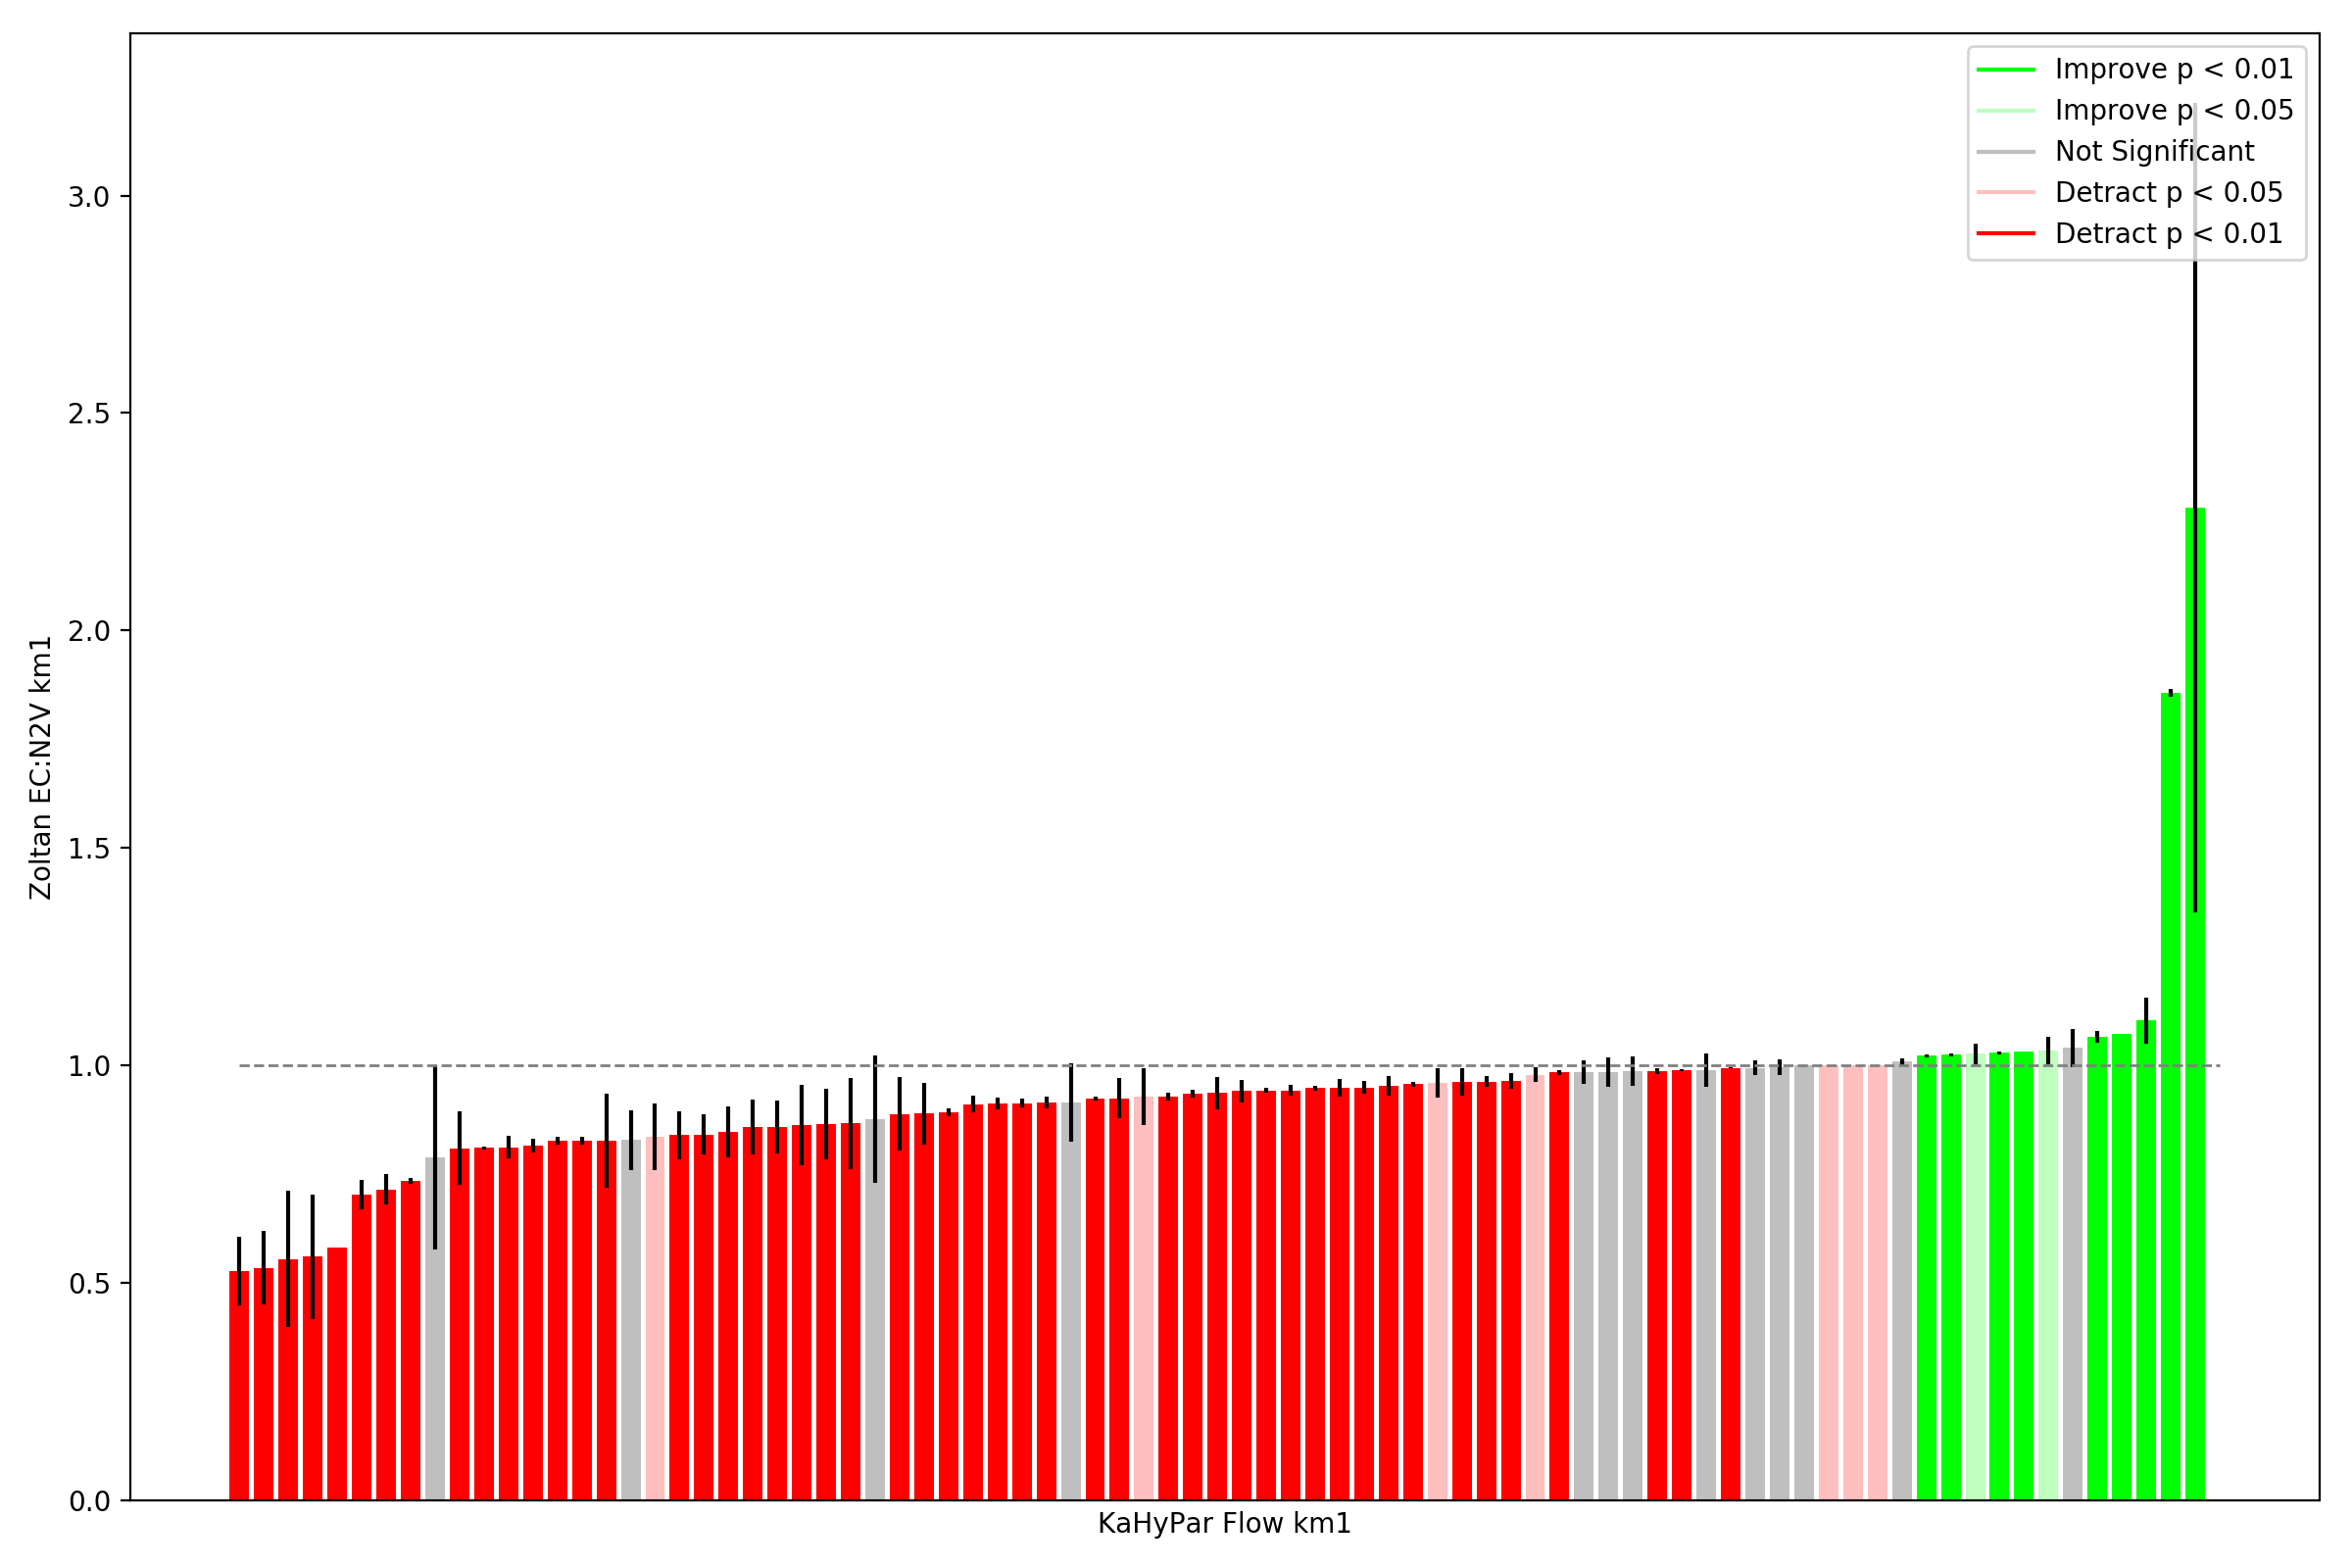 Improve p < 0.01
Improve p < 0.05
Not Significant
Detract p < 0.05
Detract p < 0.01
3.0
2.5
2.0
1.5
1.0
0.5
0.0
Zoltan EC:N2V km1
KaHyPar Flow km1